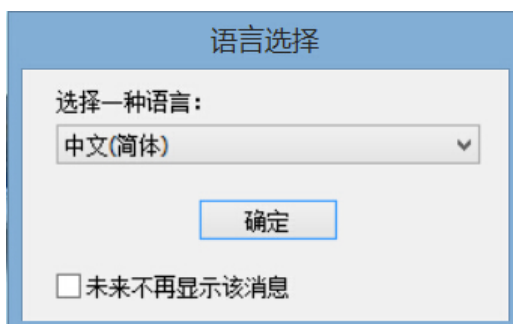 语言选择
选择一种语言：
中文(简体)
确定
未来不再显示该消息